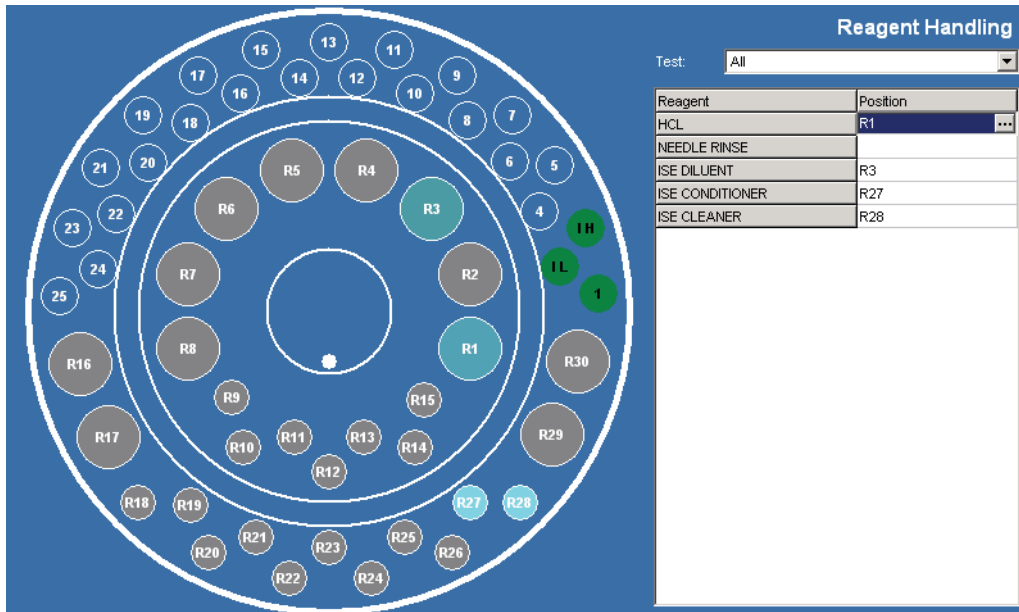 Reagent Handling
Test: All
Reagent Position
HCL R1 ...
NEEDLE RINSE
ISE DILUENT R3
ISE CONDITIONER R27
ISE CLEANER R28
13
15 11
14 12
17 9
16 10
19 7
18 8
21 20 6 5
22 4
23 I H
24 I L
25 1
R5 R4
R6 R3
R7 R2
R8 R1
R16 R30
R9 R15
R17 R29
R10 R11 R13 R14
R12
R18 R19 R27 R28
R21 R25
R20 R23 R26
R22 R24